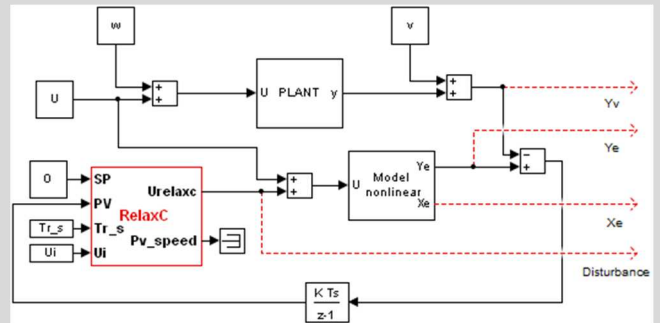 w
v
+
+
U PLANT y
+
+
U
Yv
Ye
+
+
Model
nonlinear
U
Ye
Xe
−
+
0
SP
Urelaxc
PV
RelaxC
Tr_s
Tr_s
Pv_speed
Ui
Ui
Xe
Disturbance
K Ts
z-1